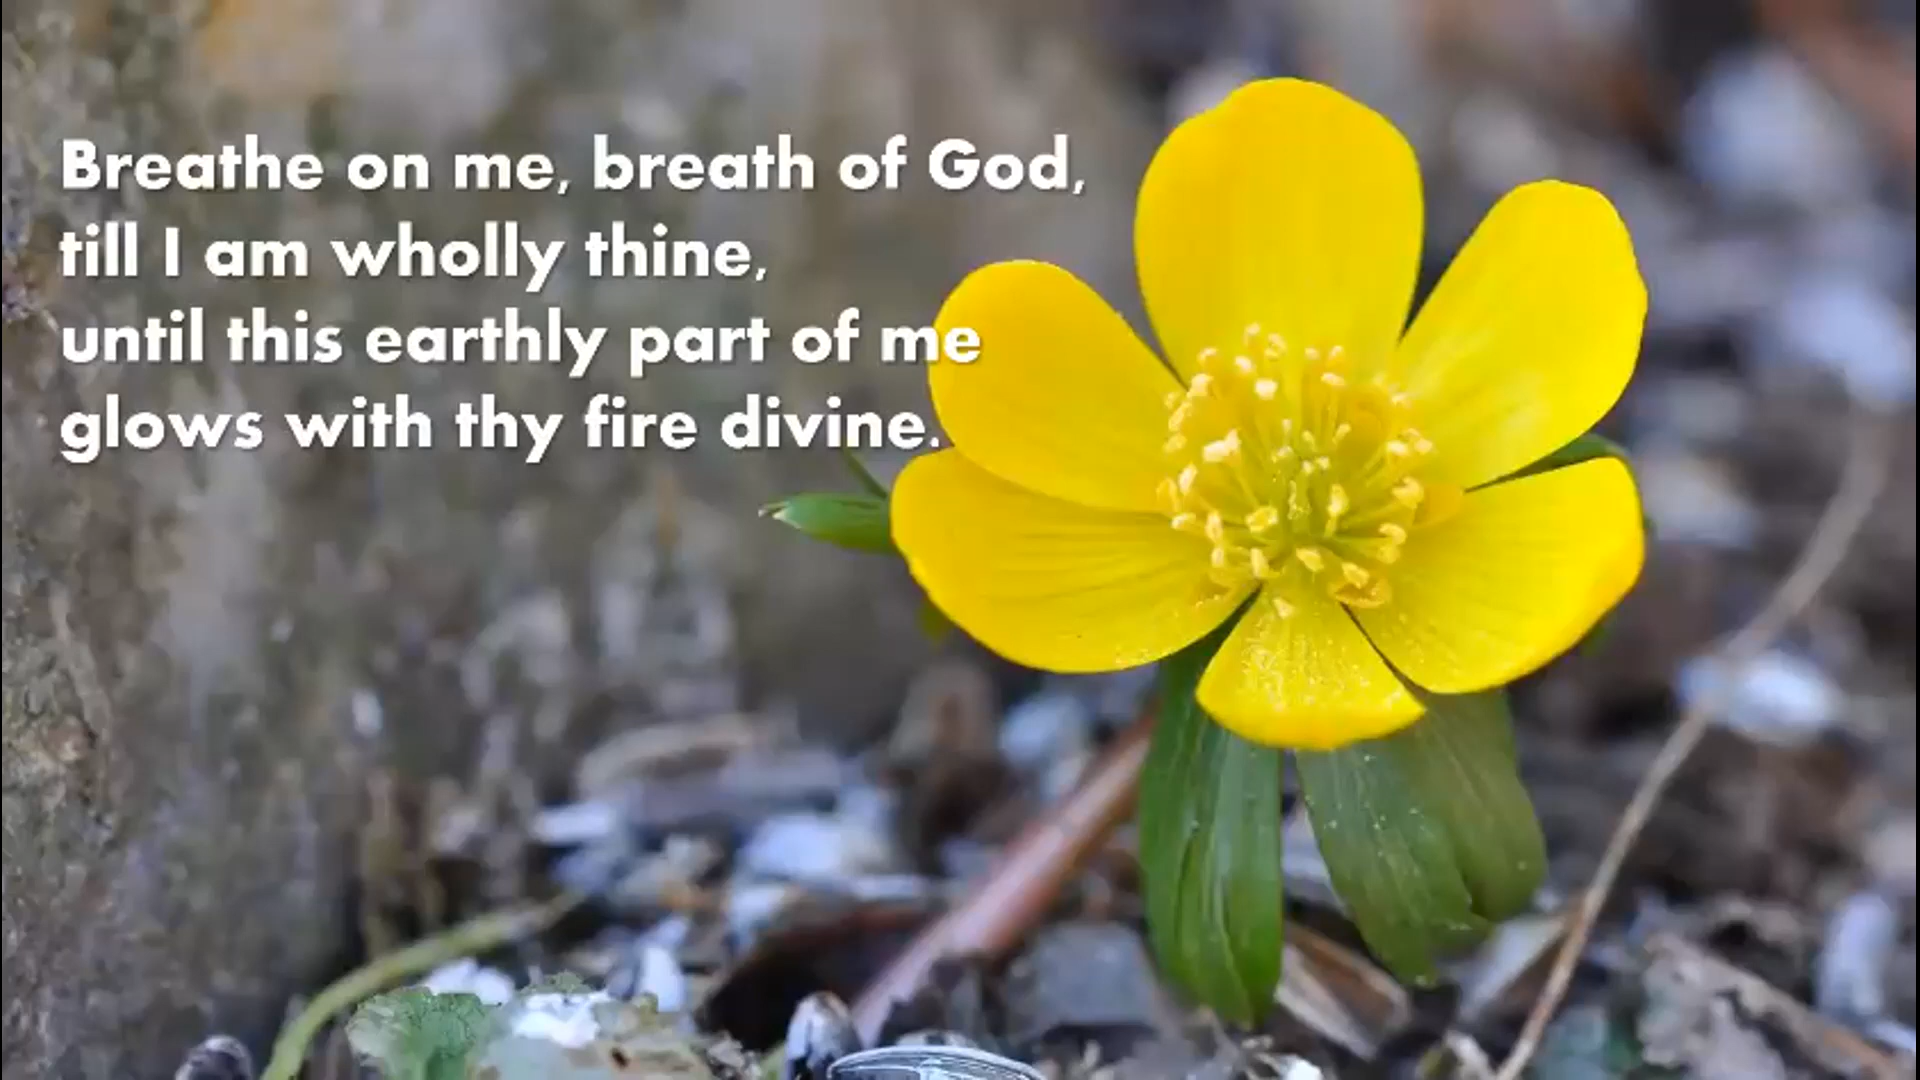 Breathe on me, breath of God,
till I am wholly thine,
until this earthly part of me
glows with thy fire divine.